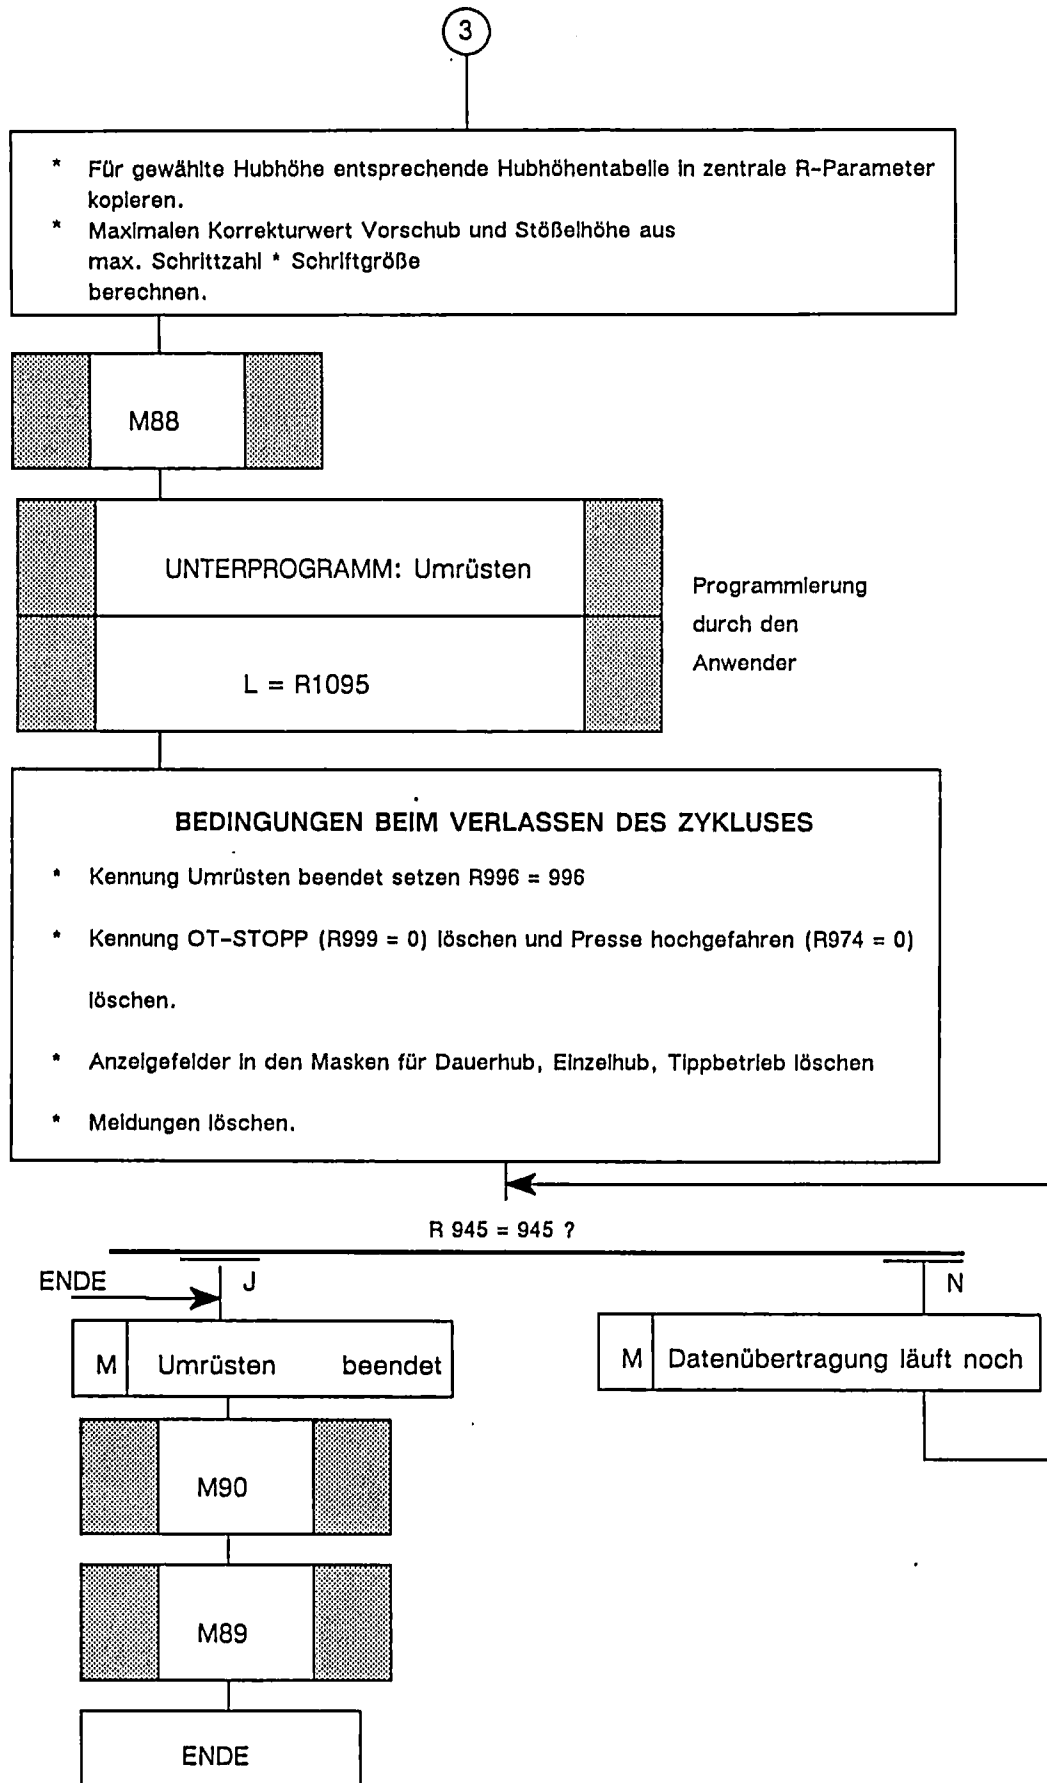 3
* Für gewählte Hubhöhe entsprechende Hubhöhentabelle in zentrale R-Parameter
kopieren.
* Maximalen Korrekturwert Vorschub und Stößelhöhe aus
max. Schrittzahl * Schriftgröße
berechnen.
M88
UNTERPROGRAMM: Umrüsten
L = R1095
Programmierung
durch den
Anwender
BEDINGUNGEN BEIM VERLASSEN DES ZYKLUSES
* Kennung Umrüsten beendet setzen R996 = 996
* Kennung OT-STOPP (R999 = 0) löschen und Presse hochgefahren (R974 = 0)
löschen.
* Anzeigefelder in den Masken für Dauerhub, Einzelhub, Tippbetrieb löschen
* Meldungen löschen.
R 945 = 945 ?
ENDE
J
N
M Umrüsten beendet
M Datenübertragung läuft noch
M90
M89
ENDE